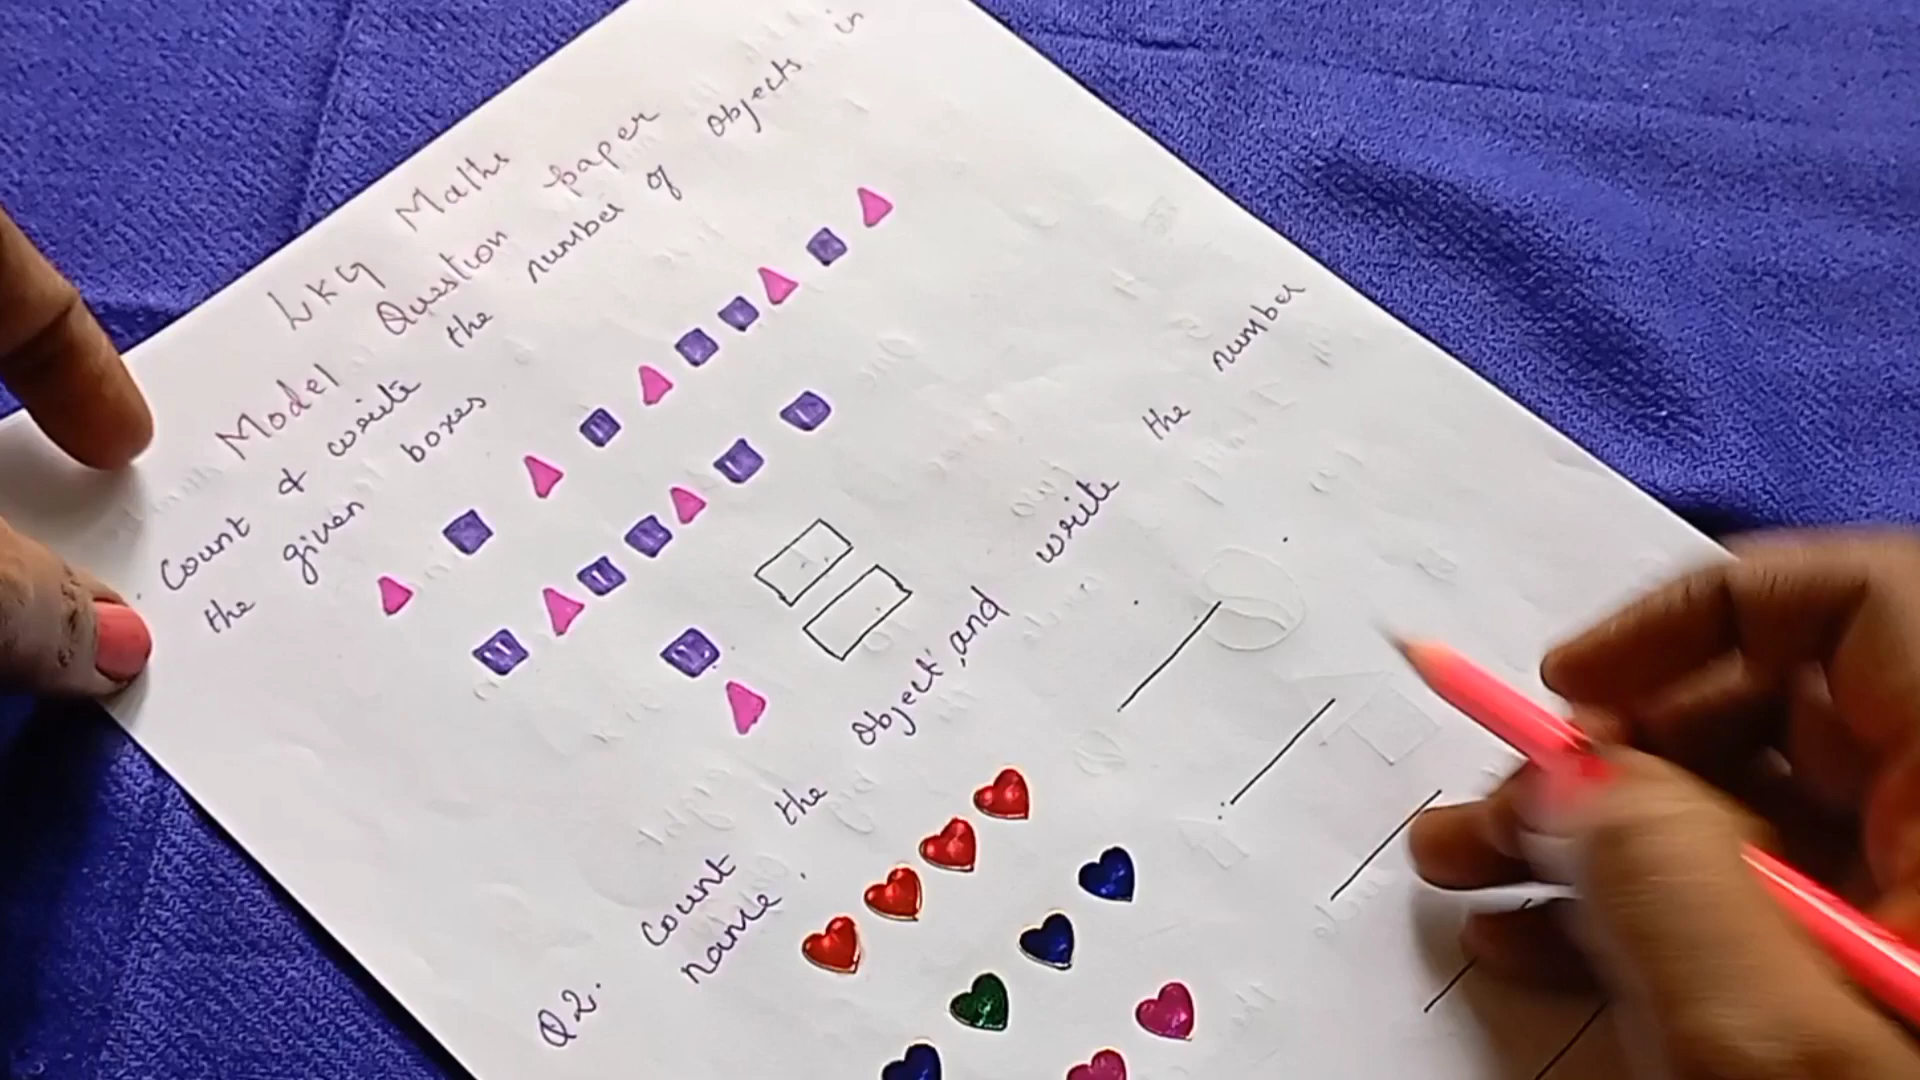 LKG Maths
Model Question paper
Count & write the number of objects in
the given boxes
Q2. Count the Object, and write the number
name.